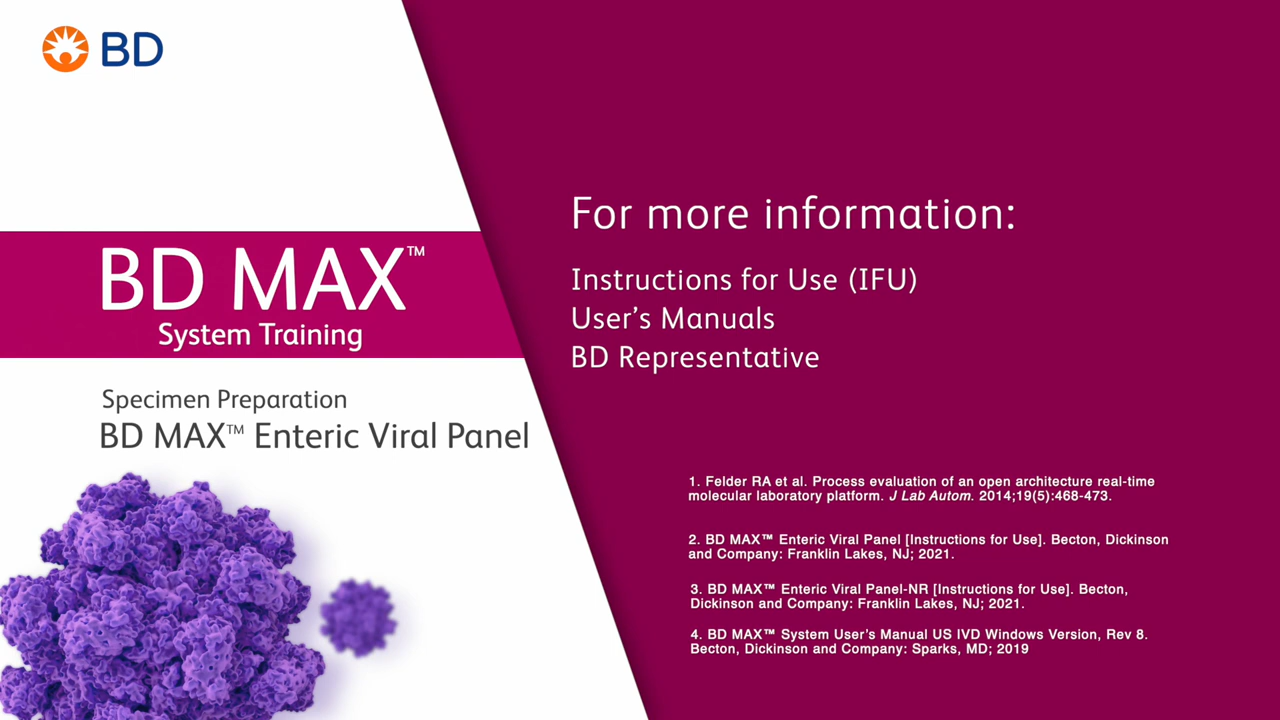 BD
BD MAX™
System Training
Specimen Preparation
BD MAX™ Enteric Viral Panel
For more information:
Instructions for Use (IFU)
User’s Manuals
BD Representative
1. Felder RA et al. Process evaluation of an open architecture real-time
molecular laboratory platform. J Lab Autom. 2014;19(5):468-473.
2. BD MAX™ Enteric Viral Panel [Instructions for Use]. Becton, Dickinson
and Company: Franklin Lakes, NJ; 2021.
3. BD MAX™ Enteric Viral Panel-NR [Instructions for Use]. Becton,
Dickinson and Company: Franklin Lakes, NJ; 2021.
4. BD MAX™ System User’s Manual US IVD Windows Version, Rev 8.
Becton, Dickinson and Company: Sparks, MD; 2019